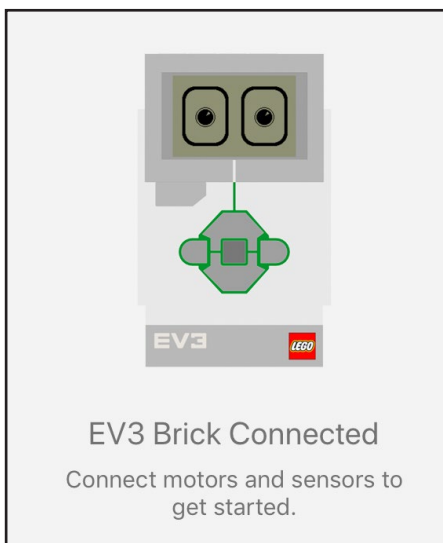 EV3
LEGO
EV3 Brick Connected
Connect motors and sensors to
get started.